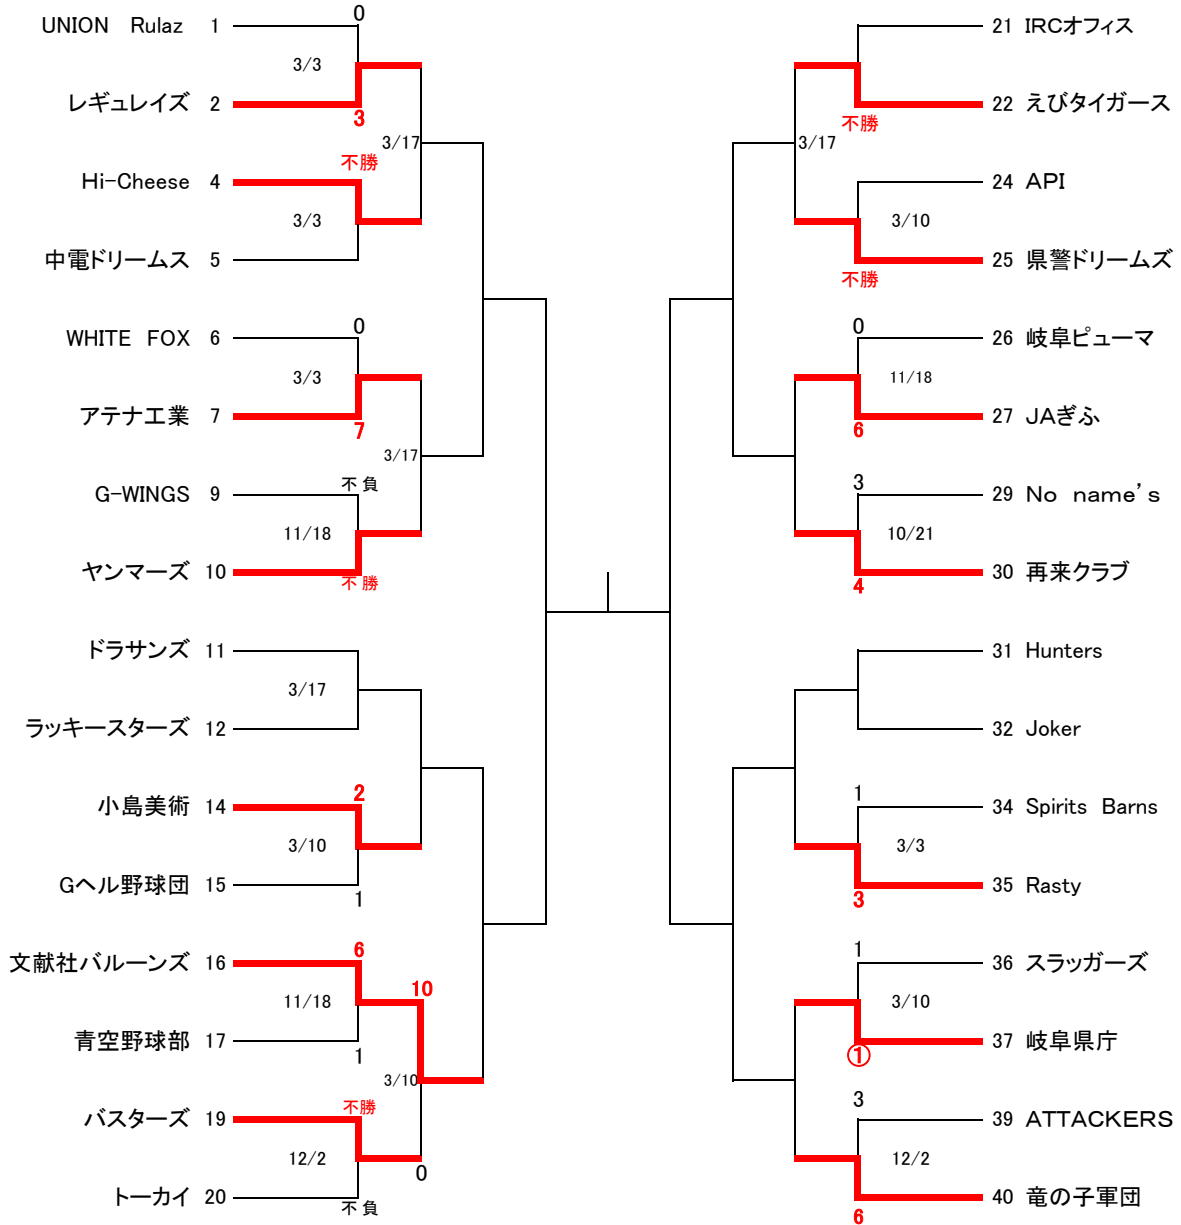 UNION Rulaz 1
0
3/3
レギュレイズ 2
3
3/17
不勝
Hi-Cheese 4
3/3
中電ドリームス 5
WHITE FOX 6
0
3/3
アテナ工業 7
7
3/17
G-WINGS 9
不 負
11/18
ヤンマーズ 10
不 勝
ドラサンズ 11
3/17
ラッキースターズ 12
小島美術 14
2
3/10
Gヘル野球団 15
1
文献社バルーンズ 16
6
11/18
10
青空野球部 17
1
3/10
バスターズ 19
不勝
12/2
0
トーカイ 20
不 負
21 IRCオフィス
22 えびタイガース
不勝
3/17
24 API
3/10
25 県警ドリームズ
不勝
0
26 岐阜ピューマ
11/18
27 JAぎふ
6
3
29 No name's
10/21
30 再来クラブ
4
31 Hunters
32 Joker
1
34 Spirits Barns
3/3
35 Rasty
3
1
36 スラッガーズ
3/10
37 岐阜県庁
①
3
39 ATTACKERS
12/2
40 竜の子軍団
6